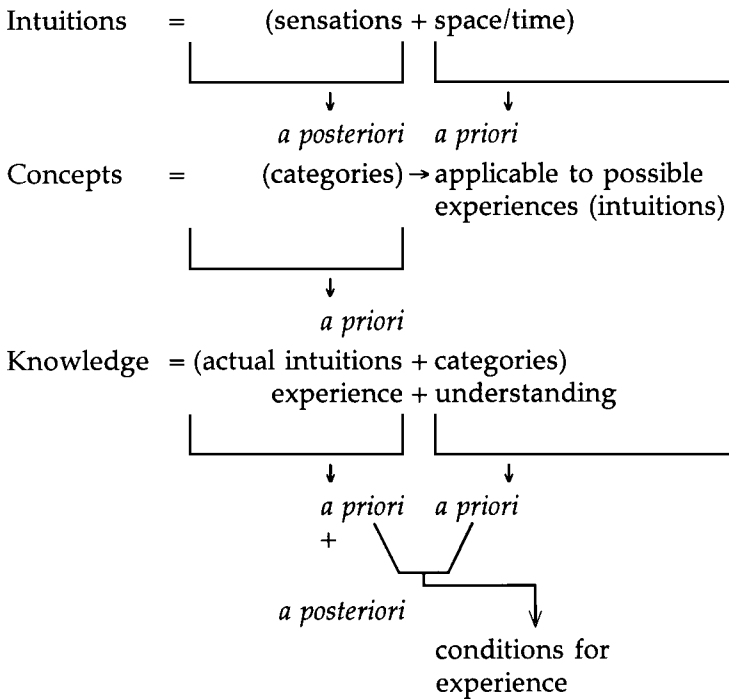 Intuitions = (sensations + space/time)
a posteriori a priori
Concepts = (categories) → applicable to possible
experiences (intuitions)
a priori
Knowledge = (actual intuitions + categories)
experience + understanding
a priori a priori
+
a posteriori
conditions for
experience